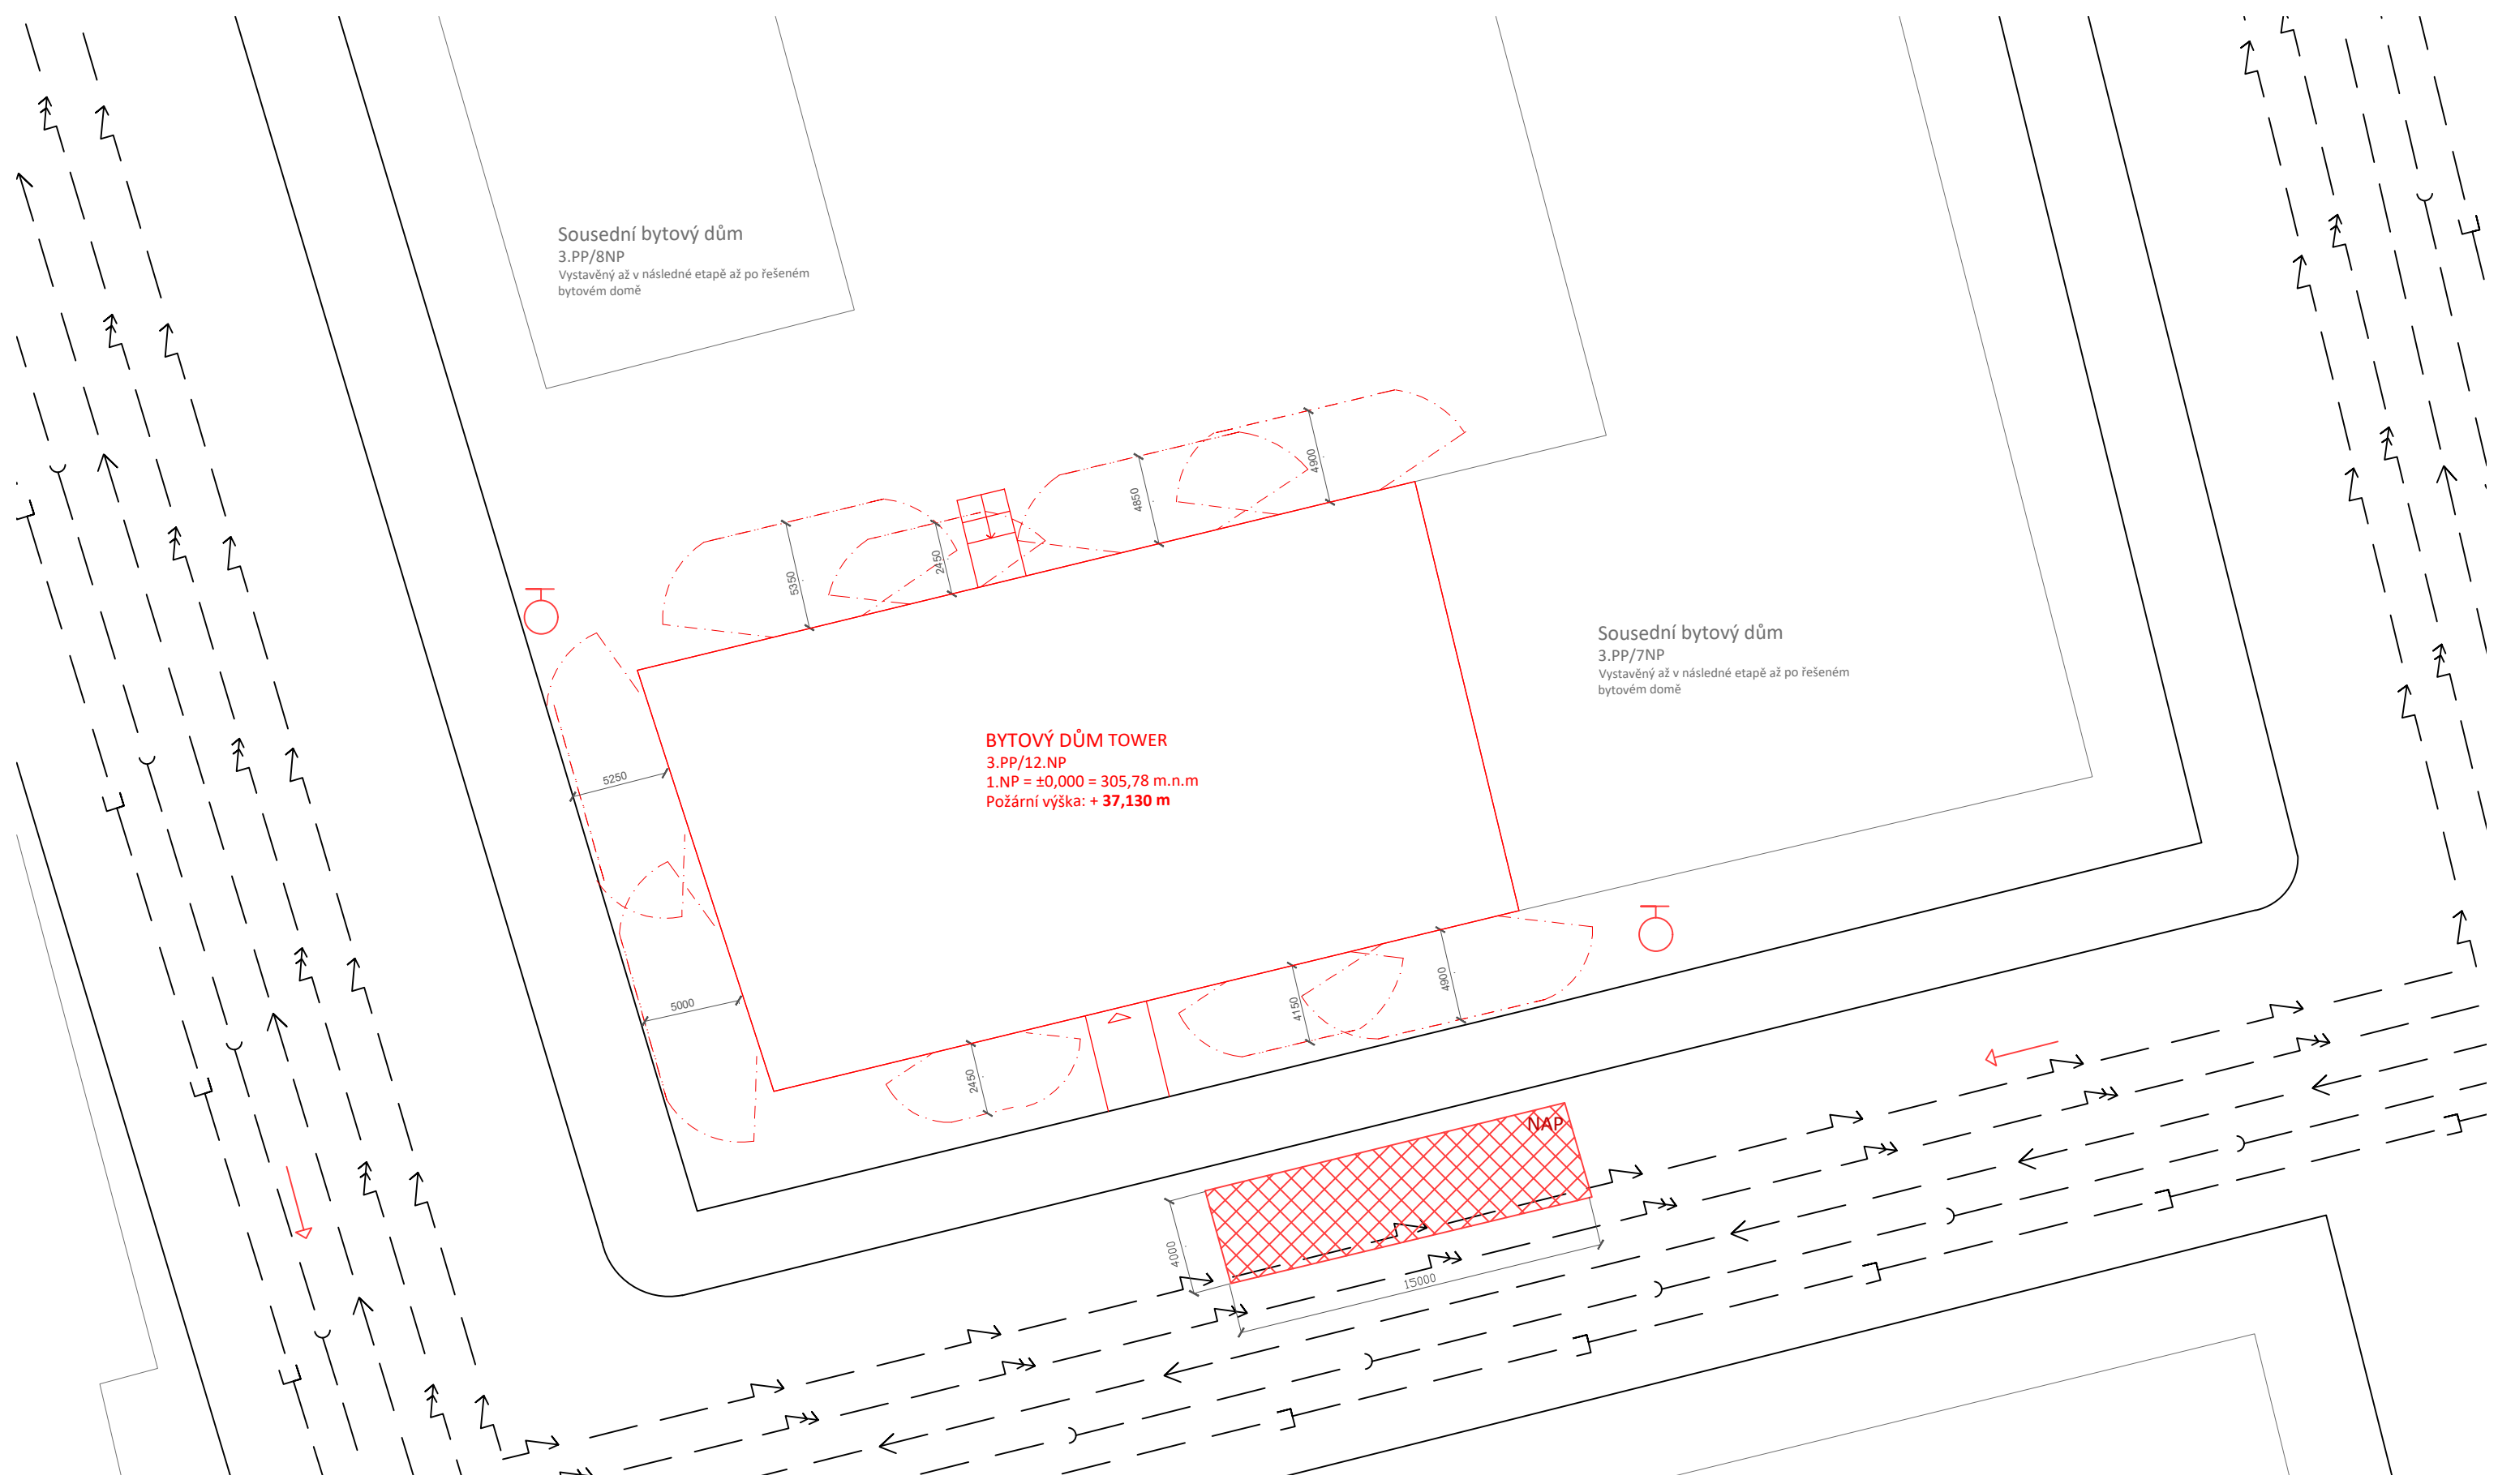 Sousední bytový dům
3.PP/8NP
Vystavěný až v následné etapě až po řešeném
bytovém domě
4900
4850
5350
2450
Sousední bytový dům
3.PP/7NP
Vystavěný až v následné etapě až po řešeném
bytovém domě
BYTOVÝ DŮM TOWER
3.PP/12.NP
1.NP = ±0,000 = 305,78 m.n.m
Požární výška: + 37,130 m
5250
5000
4900
4150
2450
NAP
4000
15000